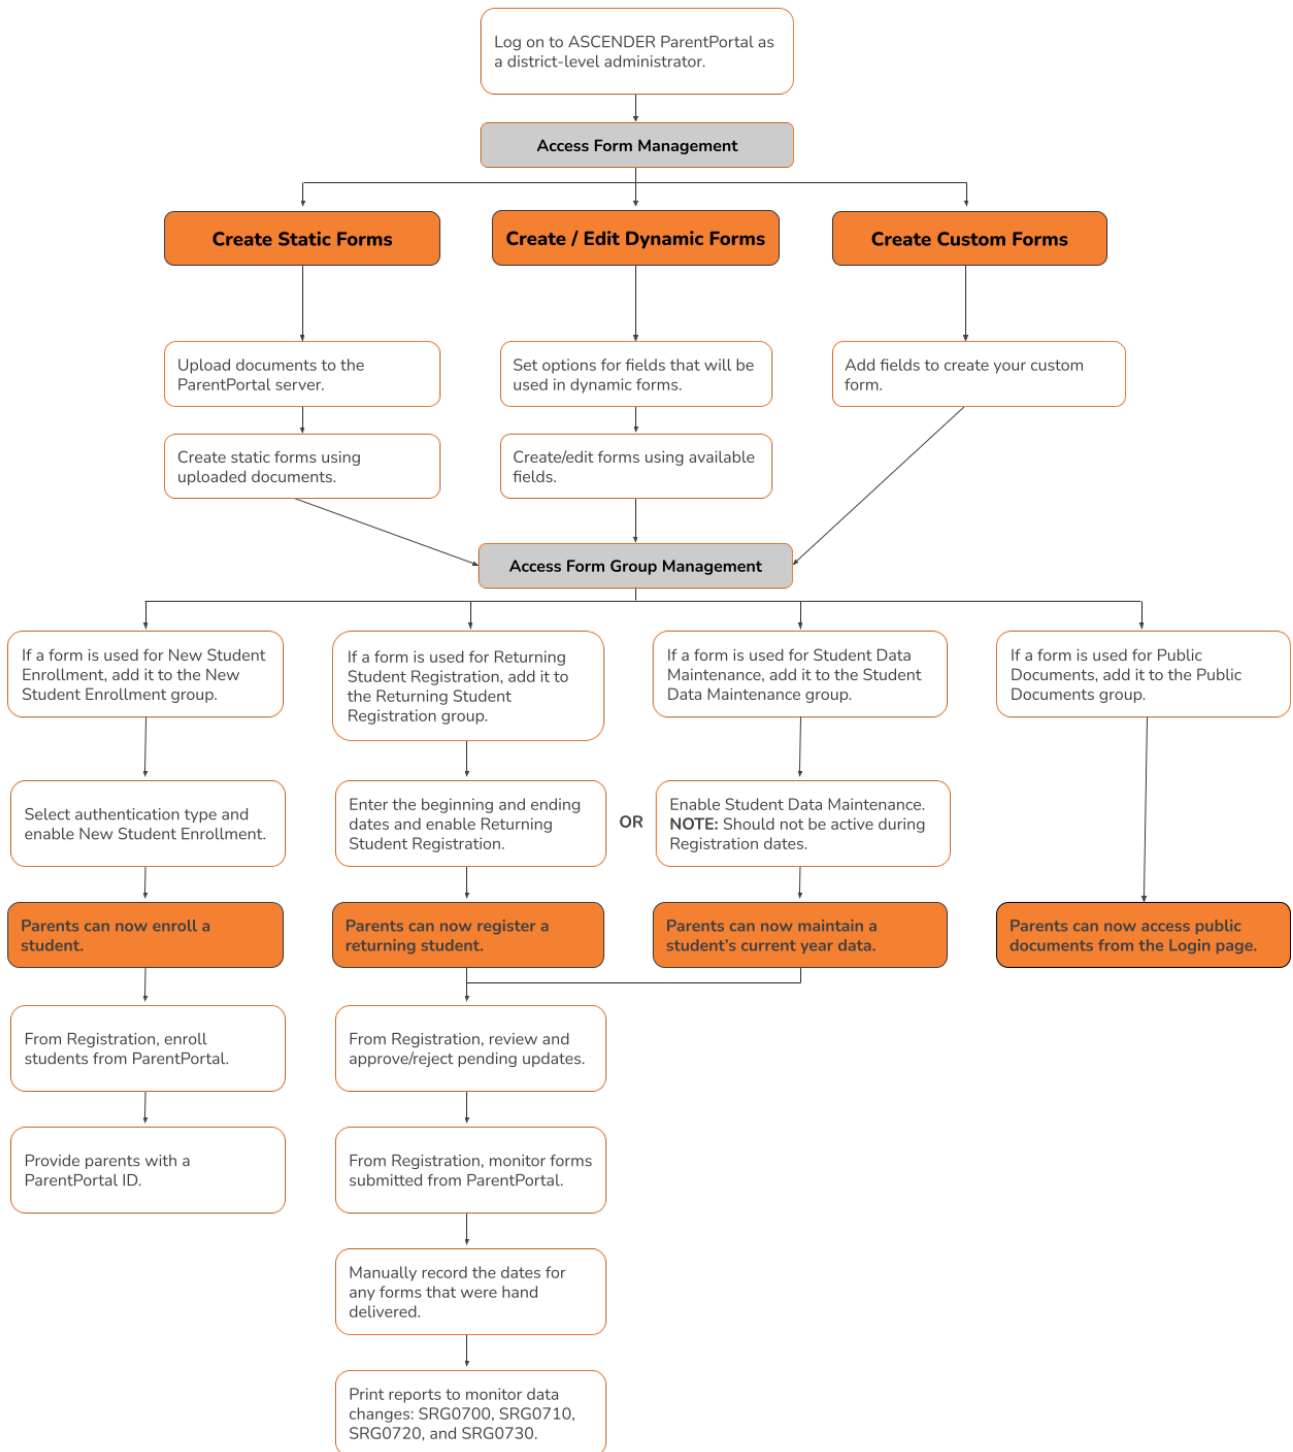 Log on to ASCENDER ParentPortal as
a district-level administrator.
Access Form Management
Create Static Forms
Create / Edit Dynamic Forms
Create Custom Forms
Upload documents to the
ParentPortal server.
Set options for fields that will be
used in dynamic forms.
Add fields to create your custom
form.
Create static forms using
uploaded documents.
Create/edit forms using available
fields.
Access Form Group Management
If a form is used for New Student
Enrollment, add it to the New
Student Enrollment group.
If a form is used for Returning
Student Registration, add it to
the Returning Student
Registration group.
If a form is used for Student Data
Maintenance, add it to the Student
Data Maintenance group.
If a form is used for Public
Documents, add it to the Public
Documents group.
Select authentication type and
enable New Student Enrollment.
Enter the beginning and ending
dates and enable Returning
Student Registration.
OR
Enable Student Data Maintenance.
NOTE: Should not be active during
Registration dates.
Parents can now enroll a
student.
Parents can now register a
returning student.
Parents can now maintain a
student’s current year data.
Parents can now access public
documents from the Login page.
From Registration, enroll
students from ParentPortal.
From Registration, review and
approve/reject pending updates.
Provide parents with a
ParentPortal ID.
From Registration, monitor forms
submitted from ParentPortal.
Manually record the dates for
any forms that were hand
delivered.
Print reports to monitor data
changes: SRG0700, SRG0710,
SRG0720, and SRG0730.